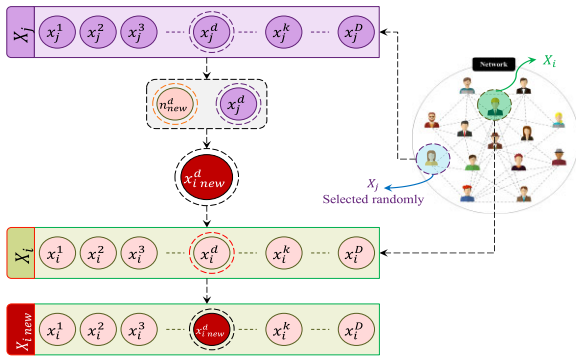 X_j x_j^1 x_j^2 x_j^3 x_j^d x_j^k x_j^D
Network
X_i
n_new^d x_j^d
x_i new^d
X_j
Selected randomly
X_i x_i^1 x_i^2 x_i^3 x_i^d x_i^k x_i^D
X_i new x_i^1 x_i^2 x_i^3 x_i new^d x_i^k x_i^D